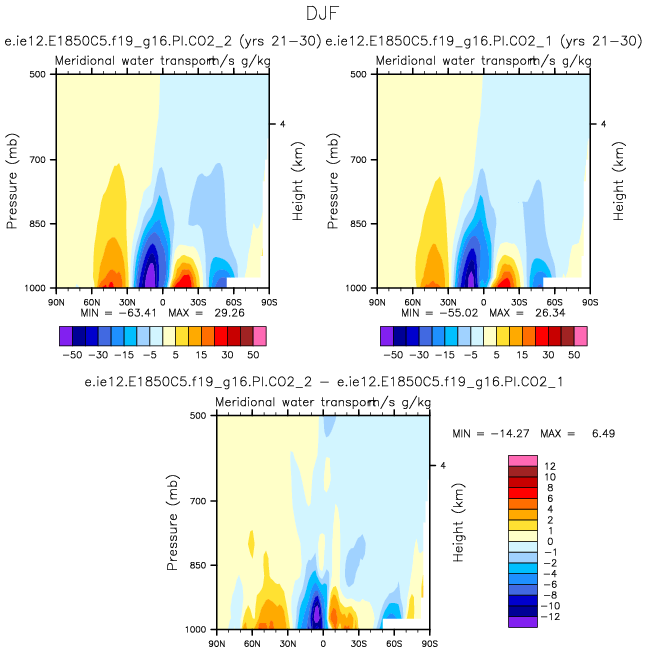 DJF
e.ie12.E1850C5.f19_g16.PI.CO2_2 (yrs 21-30)
Meridional water transport m/s g/kg
500
700
850
1000
Pressure (mb)
4
Height (km)
90N 60N 30N 0 30S 60S 90S
MIN = -63.41 MAX = 29.26
-50 -30 -15 -5 5 15 30 50
e.ie12.E1850C5.f19_g16.PI.CO2_1 (yrs 21-30)
Meridional water transport m/s g/kg
500
700
850
1000
Pressure (mb)
4
Height (km)
90N 60N 30N 0 30S 60S 90S
MIN = -55.02 MAX = 26.34
-50 -30 -15 -5 5 15 30 50
e.ie12.E1850C5.f19_g16.PI.CO2_2 - e.ie12.E1850C5.f19_g16.PI.CO2_1
Meridional water transport m/s g/kg
500
700
850
1000
Pressure (mb)
4
Height (km)
90N 60N 30N 0 30S 60S 90S
MIN = -14.27 MAX = 6.49
12
10
8
6
4
2
1
0
-1
-2
-4
-6
-8
-10
-12